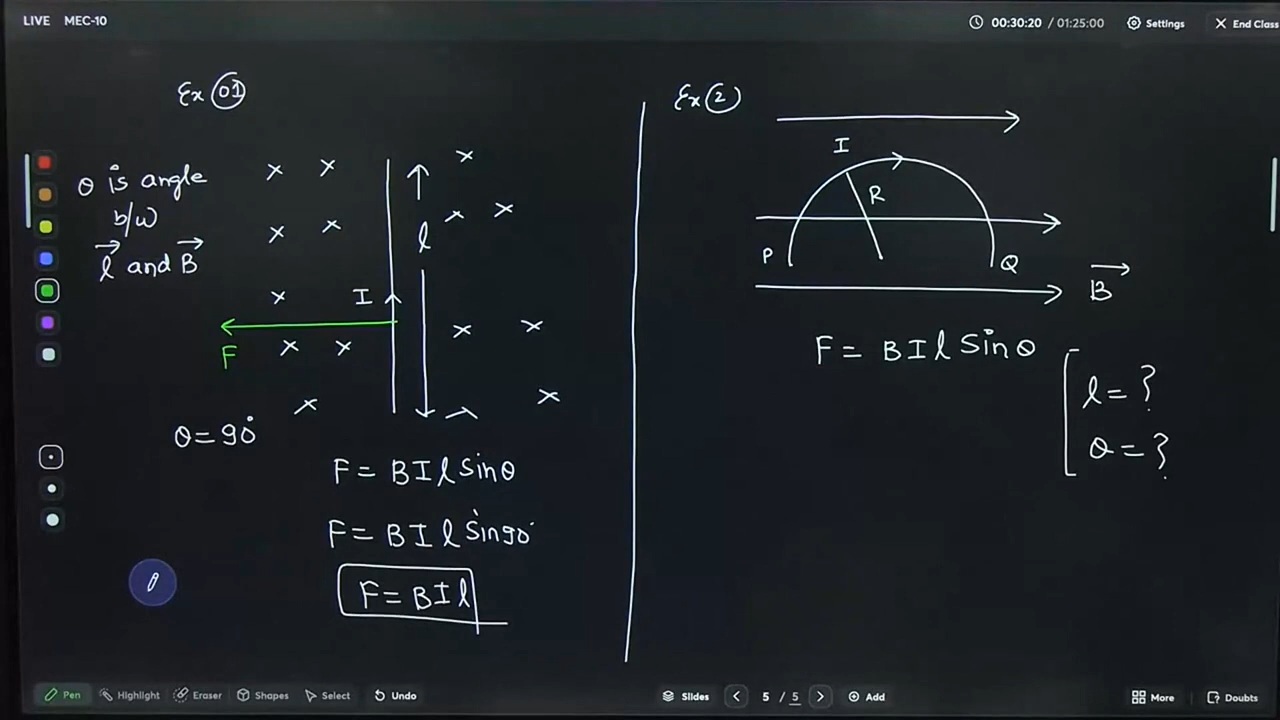 LIVE MEC-10
00:30:20 / 01:25:00 Settings End Class
Ex 01
θ is angle
b/w
l and B
l
I
F
θ = 90°
F = BIl Sinθ
F = BIl Sin90°
F = BIl
Ex 2
I
R
P
Q
B
F = BIl Sinθ
l = ?
θ = ?
Pen Highlight Eraser Shapes Select Undo Slides 5 / 5 Add More Doubts